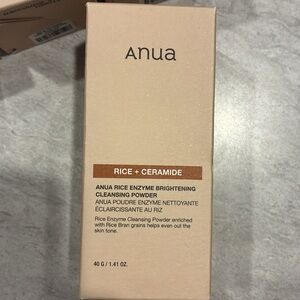 Anua
RICE + CERAMIDE
ANUA RICE ENZYME BRIGHTENING
CLEANSING POWDER
ANUA POUDRE ENZYME NETTOYANTE
ÉCLAIRCISSANTE AU RIZ
Rice Enzyme Cleansing Powder enriched
with Rice Bran grains helps even out the
skin tone.
40 G / 1.41 OZ.